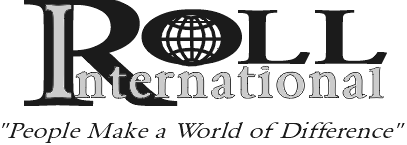 ROLL
International
"People Make a World of Difference"